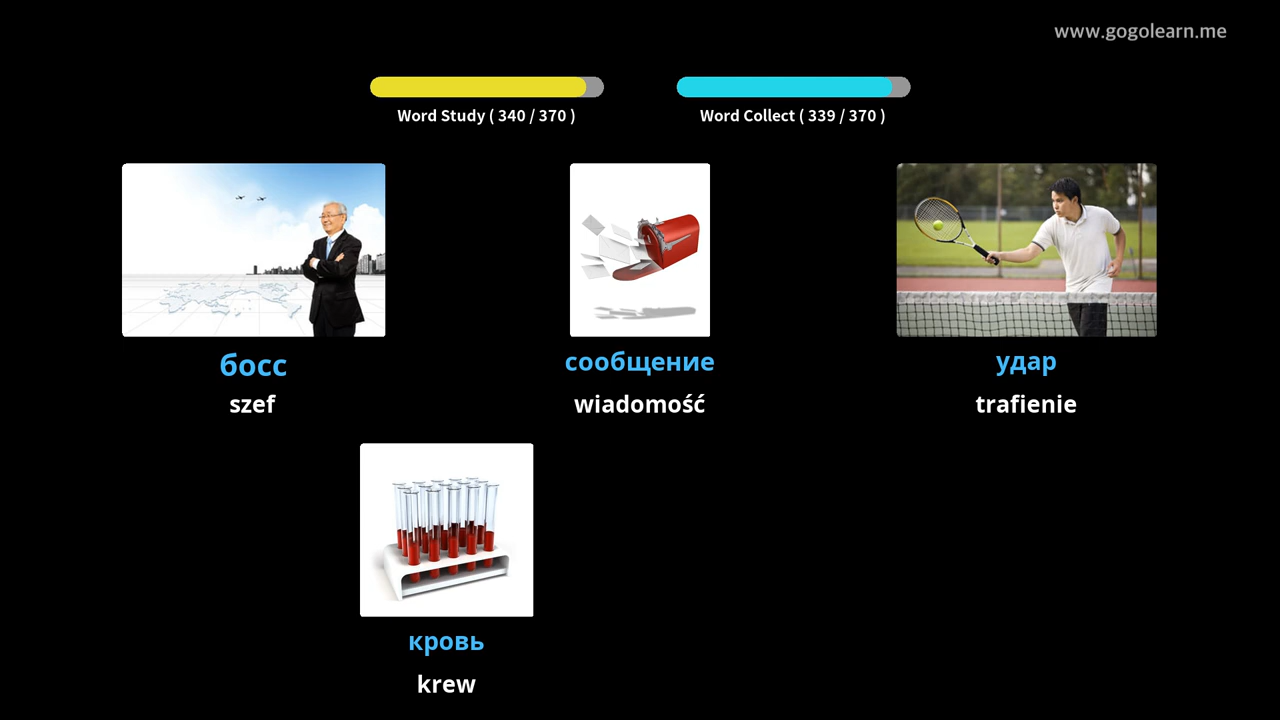 www.gogolearn.me
Word Study ( 340 / 370 )
Word Collect ( 339 / 370 )
босс
сообщение
удар
szef
wiadomość
trafienie
кровь
krew